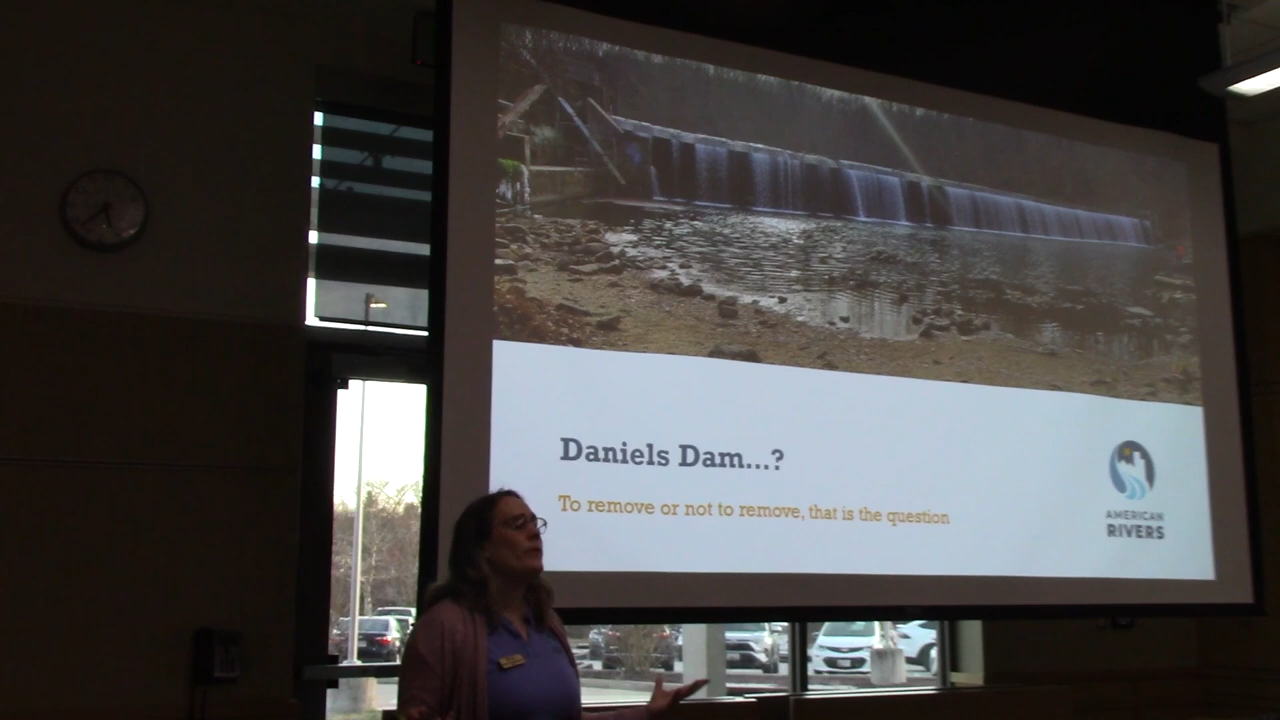 Daniels Dam...?
To remove or not to remove, that is the question
AMERICAN
RIVERS